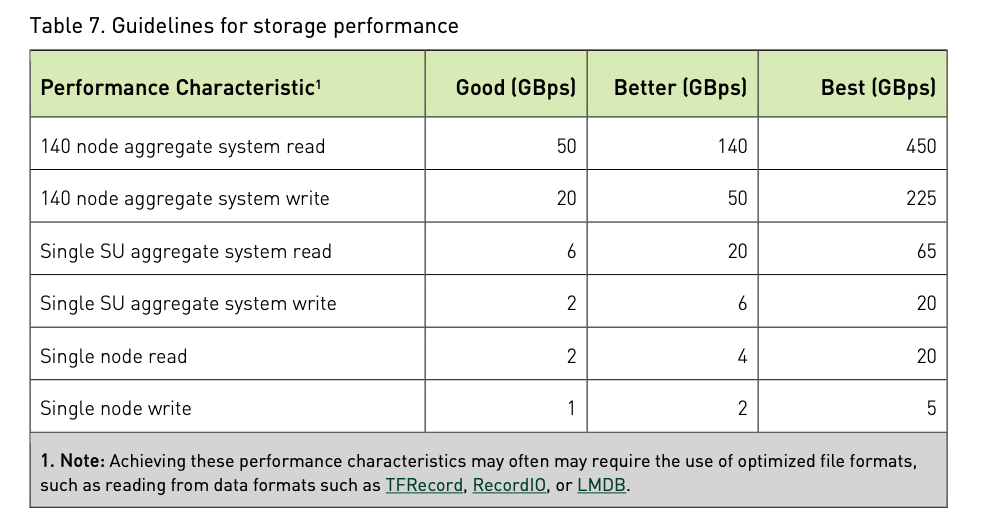 Table 7. Guidelines for storage performance
Performance Characteristic¹ Good (GBps) Better (GBps) Best (GBps)
140 node aggregate system read 50 140 450
140 node aggregate system write 20 50 225
Single SU aggregate system read 6 20 65
Single SU aggregate system write 2 6 20
Single node read 2 4 20
Single node write 1 2 5
1. Note: Achieving these performance characteristics may often may require the use of optimized file formats,
such as reading from data formats such as TFRecord, RecordIO, or LMDB.